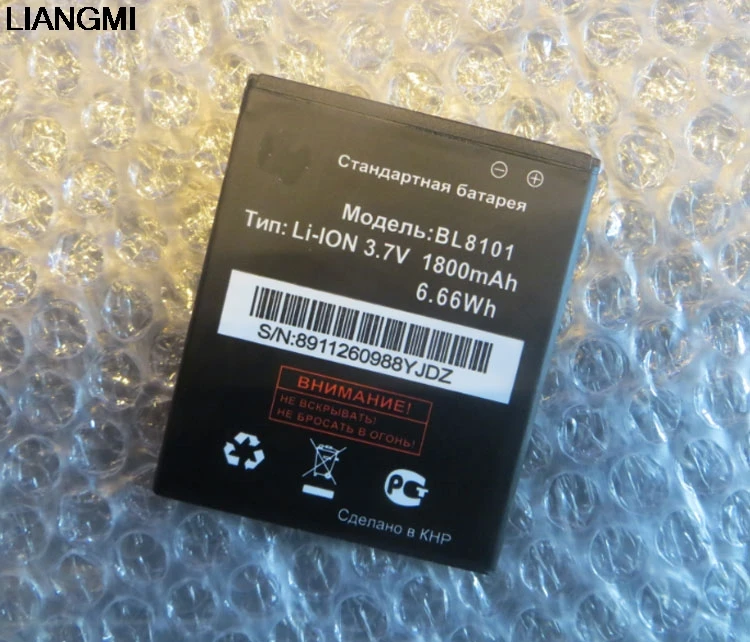 LIANGMI
Стандартная батарея
Модель:BL8101
Тип: Li-ION 3.7V 1800mAh
6.66Wh
S/N:8911260988YJDZ
ВНИМАНИЕ!
НЕ ВСКРЫВАТЬ!
НЕ БРОСАТЬ В ОГОНЬ!
РСТ
Сделано в КНР